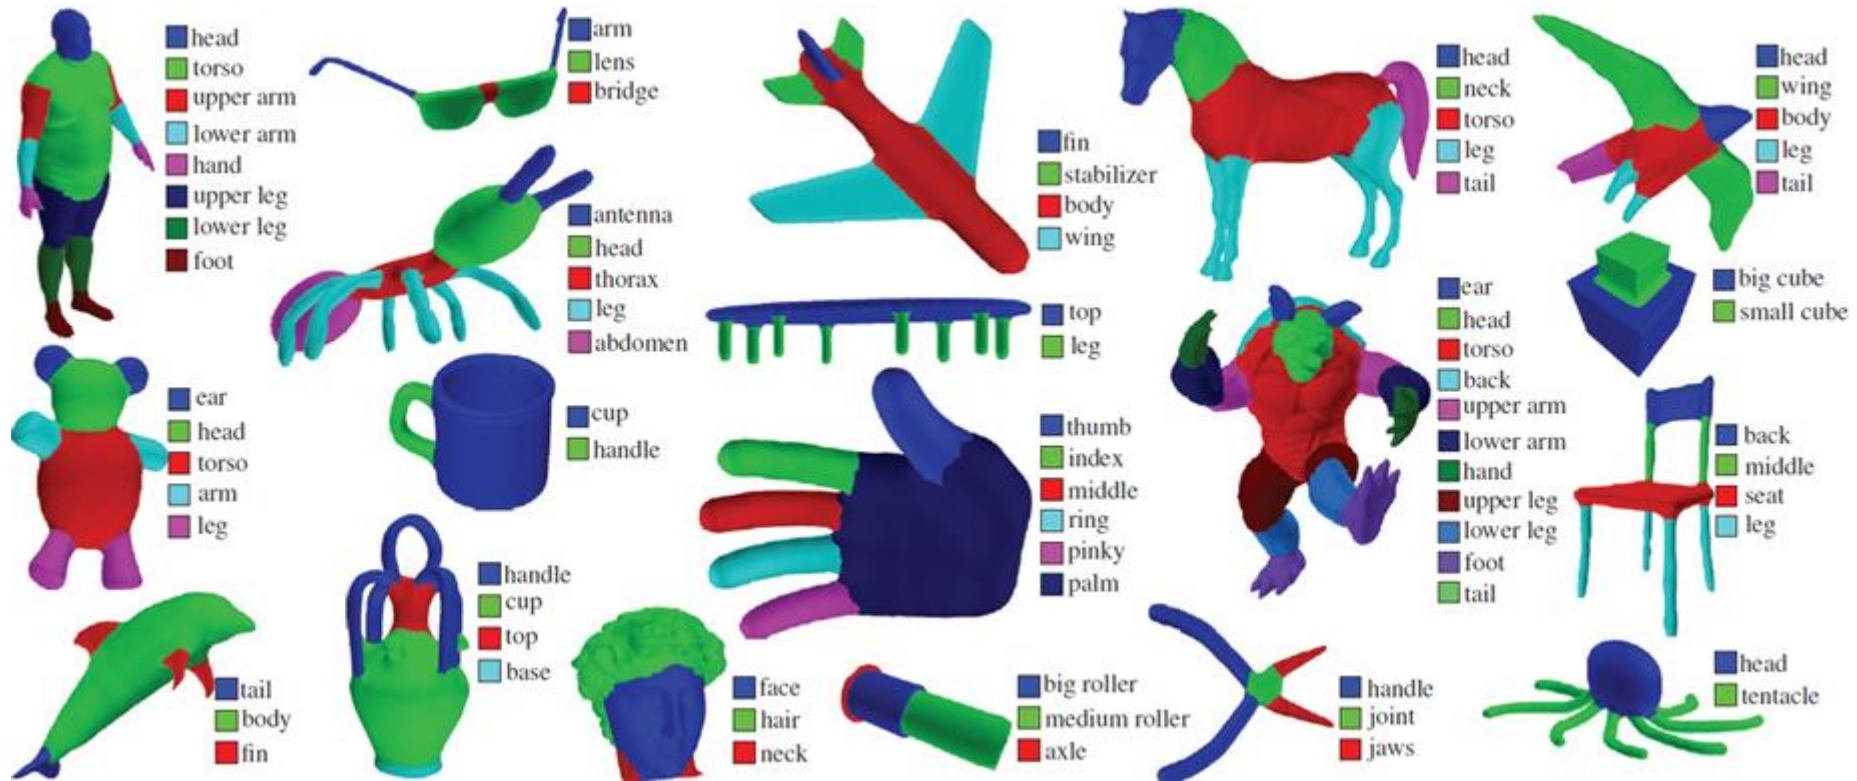 head
torso
upper arm
lower arm
hand
upper leg
lower leg
foot
arm
lens
bridge
antenna
head
thorax
leg
abdomen
fin
stabilizer
body
wing
head
neck
torso
leg
tail
head
wing
body
leg
tail
big cube
small cube
top
leg
ear
head
torso
back
upper arm
lower arm
hand
upper leg
lower leg
foot
tail
ear
head
torso
arm
leg
cup
handle
thumb
index
middle
ring
pinky
palm
back
middle
seat
leg
tail
body
fin
handle
cup
top
base
face
hair
neck
big roller
medium roller
axle
handle
joint
jaws
head
tentacle